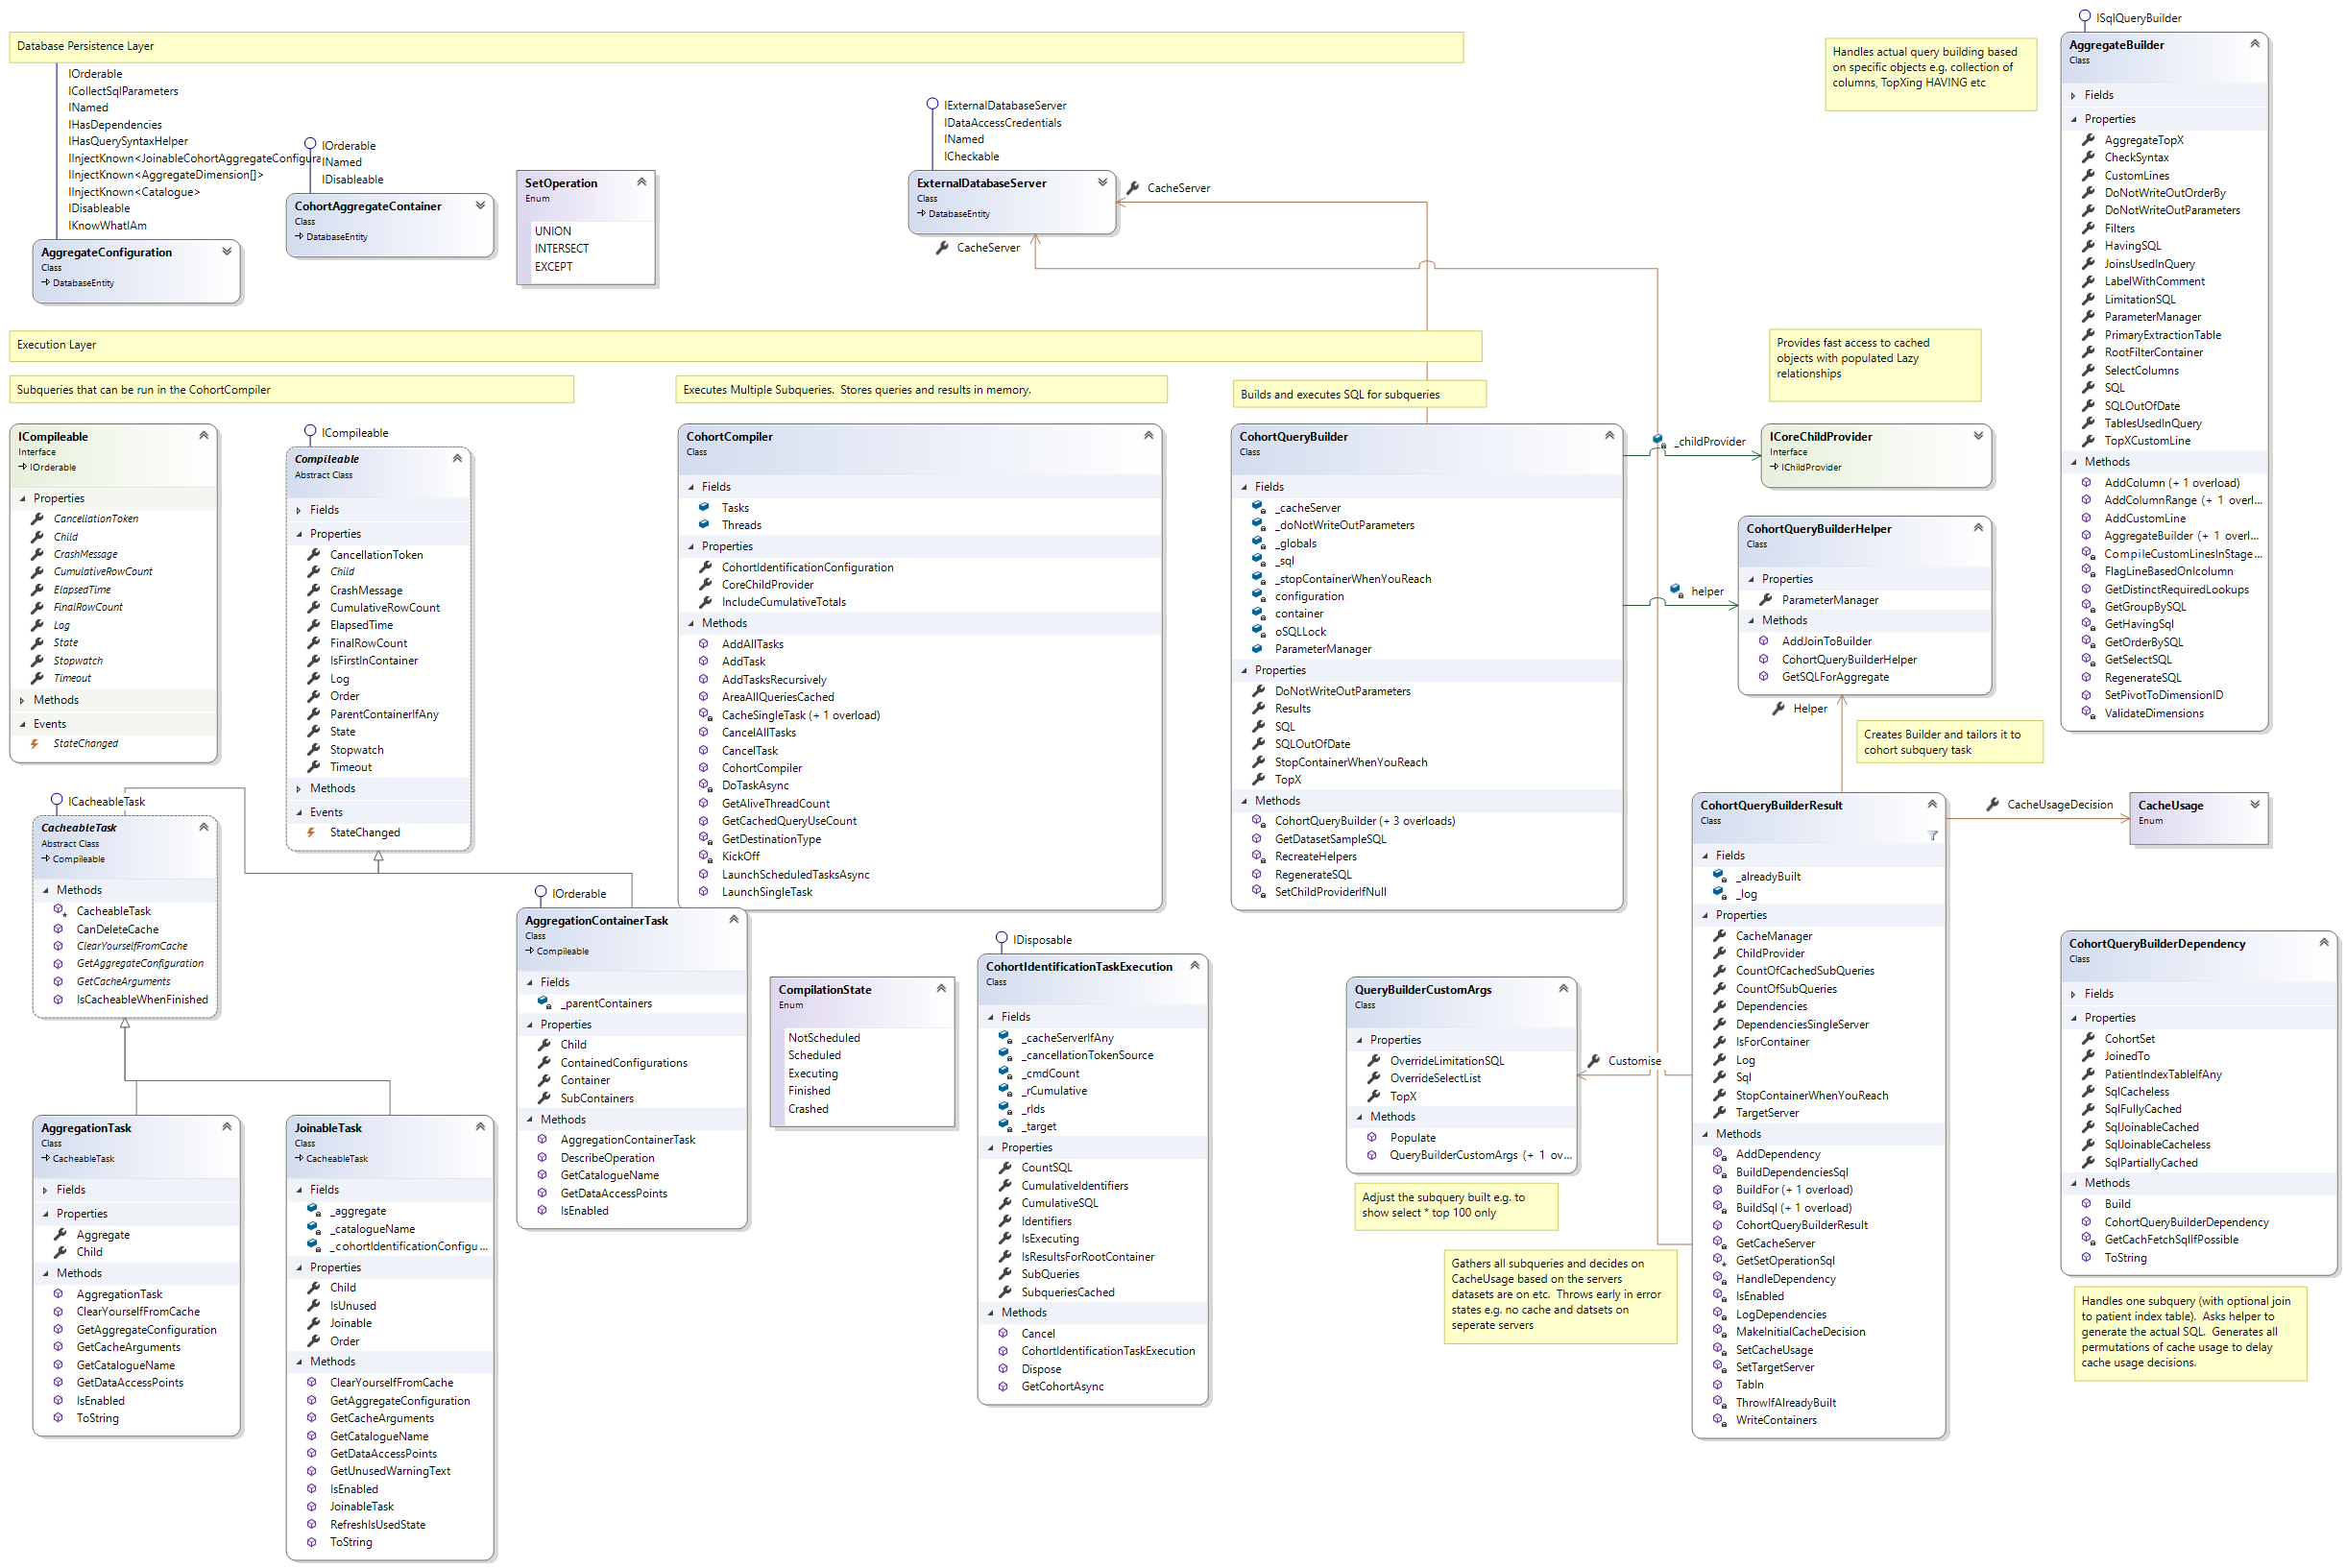 Database Persistence Layer
IOrderable
ICollectSqlParameters
INamed
IHasDependencies
IHasQuerySyntaxHelper
IInjectKnown<JoinableCohortAggregateConfigura
IInjectKnown<AggregateDimension[]>
IInjectKnown<Catalogue>
IDisableable
IKnowWhatIAm
AggregateConfiguration
Class
DatabaseEntity
IOrderable
INamed
IDisableable
CohortAggregateContainer
Class
DatabaseEntity
SetOperation
Enum
UNION
INTERSECT
EXCEPT
IExternalDatabaseServer
IDataAccessCredentials
INamed
ICheckable
ExternalDatabaseServer
Class
DatabaseEntity
CacheServer
CacheServer
Handles actual query building based
on specific objects e.g. collection of
columns, TopXing HAVING etc
ISqlQueryBuilder
AggregateBuilder
Class
Fields
Properties
AggregateTopX
CheckSyntax
CustomLines
DoNotWriteOutOrderBy
DoNotWriteOutParameters
Filters
HavingSQL
JoinsUsedInQuery
LabelWithComment
LimitationSQL
ParameterManager
PrimaryExtractionTable
RootFilterContainer
SelectColumns
SQL
SQLOutOfDate
TablesUsedInQuery
TopXCustomLine
Methods
AddColumn (+ 1 overload)
AddColumnRange (+ 1 overl...
AddCustomLine
AggregateBuilder (+ 1 overl...
CompileCustomLinesInStage...
FlagLineBasedOnIcolumn
GetDistinctRequiredLookups
GetGroupBySQL
GetHavingSql
GetOrderBySQL
GetSelectSQL
RegenerateSQL
SetPivotToDimensionID
ValidateDimensions
Execution Layer
Subqueries that can be run in the CohortCompiler
Executes Multiple Subqueries.  Stores queries and results in memory.
Builds and executes SQL for subqueries
Provides fast access to cached
objects with populated Lazy
relationships
ICompileable
Interface
IOrderable
Properties
CancellationToken
Child
CrashMessage
CumulativeRowCount
ElapsedTime
FinalRowCount
Log
State
Stopwatch
Timeout
Methods
Events
StateChanged
ICompileable
Compileable
Abstract Class
Fields
Properties
CancellationToken
Child
CrashMessage
CumulativeRowCount
ElapsedTime
FinalRowCount
IsFirstInContainer
Log
Order
ParentContainerIfAny
State
Stopwatch
Timeout
Methods
Events
StateChanged
CohortCompiler
Class
Fields
Tasks
Threads
Properties
CohortIdentificationConfiguration
CoreChildProvider
IncludeCumulativeTotals
Methods
AddAllTasks
AddTask
AddTasksRecursively
AreaAllQueriesCached
CacheSingleTask (+ 1 overload)
CancelAllTasks
CancelTask
CohortCompiler
DoTaskAsync
GetAliveThreadCount
GetCachedQueryUseCount
GetDestinationType
KickOff
LaunchScheduledTasksAsync
LaunchSingleTask
CohortQueryBuilder
Class
Fields
_cacheServer
_doNotWriteOutParameters
_globals
_sql
_stopContainerWhenYouReach
configuration
container
oSQLLock
ParameterManager
Properties
DoNotWriteOutParameters
Results
SQL
SQLOutOfDate
StopContainerWhenYouReach
TopX
Methods
CohortQueryBuilder (+ 3 overloads)
GetDatasetSampleSQL
RecreateHelpers
RegenerateSQL
SetChildProviderIfNull
_childProvider
ICoreChildProvider
Interface
IChildProvider
helper
CohortQueryBuilderHelper
Class
Properties
ParameterManager
Methods
AddJoinToBuilder
CohortQueryBuilderHelper
GetSQLForAggregate
Helper
Creates Builder and tailors it to
cohort subquery task
ICacheableTask
CacheableTask
Abstract Class
Compileable
Methods
CacheableTask
CanDeleteCache
ClearYourselfFromCache
GetAggregateConfiguration
GetCacheArguments
IsCacheableWhenFinished
IOrderable
AggregationContainerTask
Class
Compileable
Fields
_parentContainers
Properties
Child
ContainedConfigurations
Container
SubContainers
Methods
AggregationContainerTask
DescribeOperation
GetCatalogueName
GetDataAccessPoints
IsEnabled
CompilationState
Enum
NotScheduled
Scheduled
Executing
Finished
Crashed
IDisposable
CohortIdentificationTaskExecution
Class
Fields
_cacheServerIfAny
_cancellationTokenSource
_cmdCount
_rCumulative
_rIds
_target
Properties
CountSQL
CumulativeIdentifiers
CumulativeSQL
Identifiers
IsExecuting
IsResultsForRootContainer
SubQueries
SubqueriesCached
Methods
Cancel
CohortIdentificationTaskExecution
Dispose
GetCohortAsync
QueryBuilderCustomArgs
Class
Properties
OverrideLimitationSQL
OverrideSelectList
TopX
Methods
Populate
QueryBuilderCustomArgs (+ 1 ov...
Customise
Adjust the subquery built e.g. to
show select * top 100 only
Gathers all subqueries and decides on
CacheUsage based on the servers
datasets are on etc.  Throws early in error
states e.g. no cache and datsets on
seperate servers
CohortQueryBuilderResult
Class
Fields
_alreadyBuilt
_log
Properties
CacheManager
ChildProvider
CountOfCachedSubQueries
CountOfSubQueries
Dependencies
DependenciesSingleServer
IsForContainer
Log
Sql
StopContainerWhenYouReach
TargetServer
Methods
AddDependency
BuildDependenciesSql
BuildFor (+ 1 overload)
BuildSql (+ 1 overload)
CohortQueryBuilderResult
GetCacheServer
GetSetOperationSql
HandleDependency
IsEnabled
LogDependencies
MakeInitialCacheDecision
SetCacheUsage
SetTargetServer
TabIn
ThrowIfAlreadyBuilt
WriteContainers
CacheUsageDecision
CacheUsage
Enum
CohortQueryBuilderDependency
Class
Fields
Properties
CohortSet
JoinedTo
PatientIndexTableIfAny
SqlCacheless
SqlFullyCached
SqlJoinableCached
SqlJoinableCacheless
SqlPartiallyCached
Methods
Build
CohortQueryBuilderDependency
GetCachFetchSqlIfPossible
ToString
Handles one subquery (with optional join
to patient index table).  Asks helper to
generate the actual SQL.  Generates all
permutations of cache usage to delay
cache usage decisions.
AggregationTask
Class
CacheableTask
Fields
Properties
Aggregate
Child
Methods
AggregationTask
ClearYourselfFromCache
GetAggregateConfiguration
GetCacheArguments
GetCatalogueName
GetDataAccessPoints
IsEnabled
ToString
JoinableTask
Class
CacheableTask
Fields
_aggregate
_catalogueName
_cohortIdentificationConfigu...
Properties
Child
IsUnused
Joinable
Order
Methods
ClearYourselfFromCache
GetAggregateConfiguration
GetCacheArguments
GetCatalogueName
GetDataAccessPoints
GetUnusedWarningText
IsEnabled
JoinableTask
RefreshIsUsedState
ToString